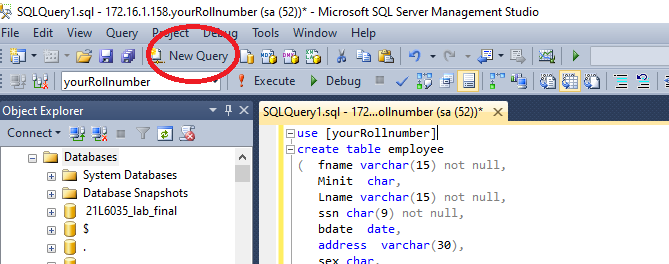 SQLQuery1.sql - 172.16.1.158.yourRollnumber (sa (52))* - Microsoft SQL Server Management Studio
File Edit View Query Project Debug Tools Window Help
New Query
yourRollnumber Execute Debug
Object Explorer
Connect
Databases
System Databases
Database Snapshots
21L6035_lab_final
$
.
SQLQuery1.sql - 172...ollnumber (sa (52))*
use [yourRollnumber]
create table employee
( fname varchar(15) not null,
Minit char,
Lname varchar(15) not null,
ssn char(9) not null,
bdate date,
address varchar(30),
sex char,